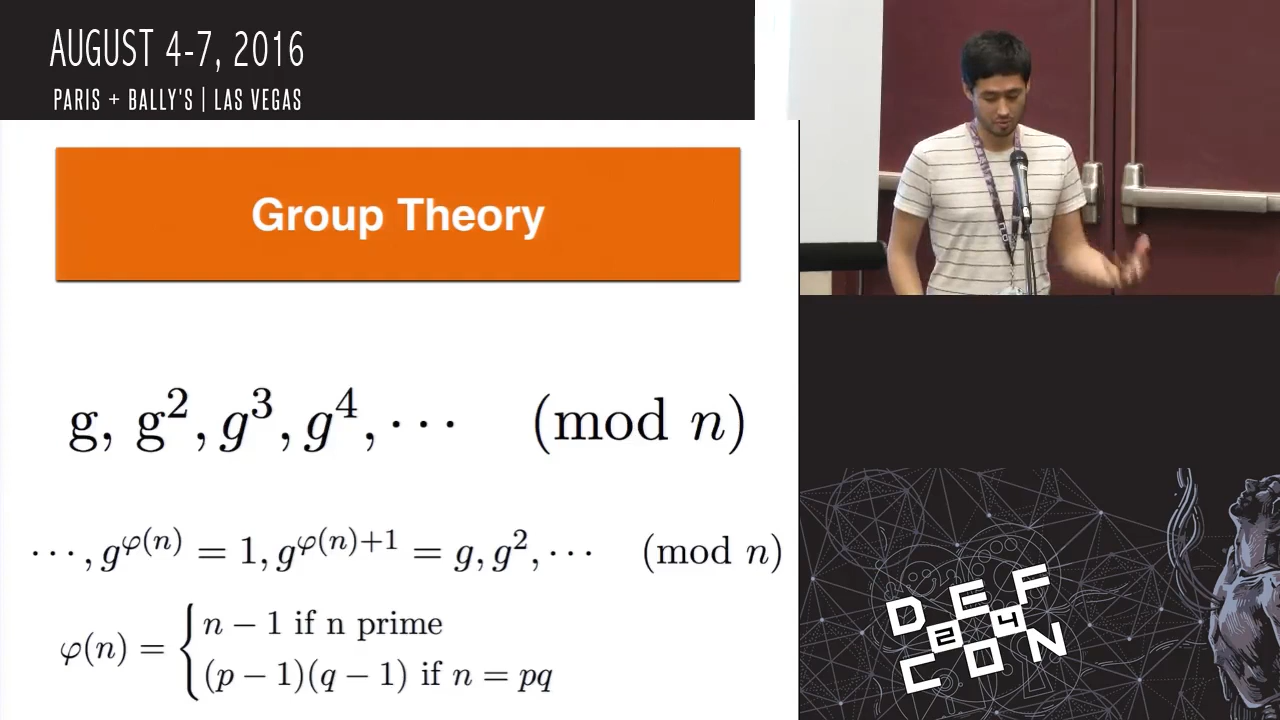 AUGUST 4-7, 2016
PARIS + BALLY'S | LAS VEGAS
Group Theory
g, g², g³, g⁴, ··· (mod n)
···, g^φ(n) = 1, g^φ(n)+1 = g, g², ··· (mod n)
φ(n) = { n − 1 if n prime
(p − 1)(q − 1) if n = pq
DEF
24
CON